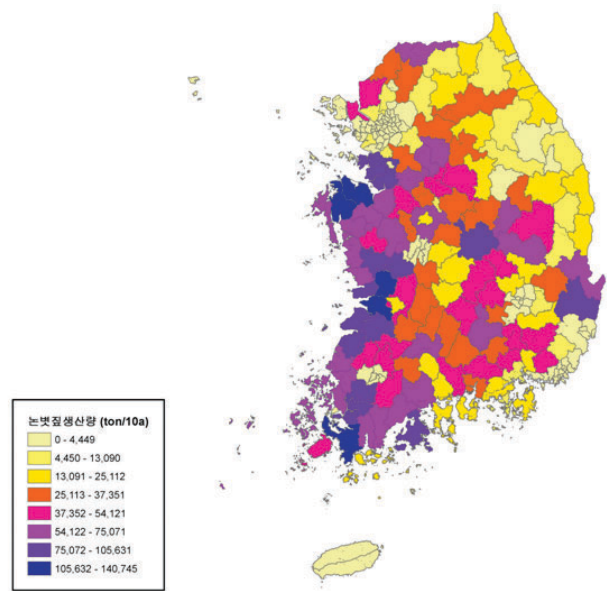 논볏짚생산량 (ton/10a)
0 - 4,449
4,450 - 13,090
13,091 - 25,112
25,113 - 37,351
37,352 - 54,121
54,122 - 75,071
75,072 - 105,631
105,632 - 140,745